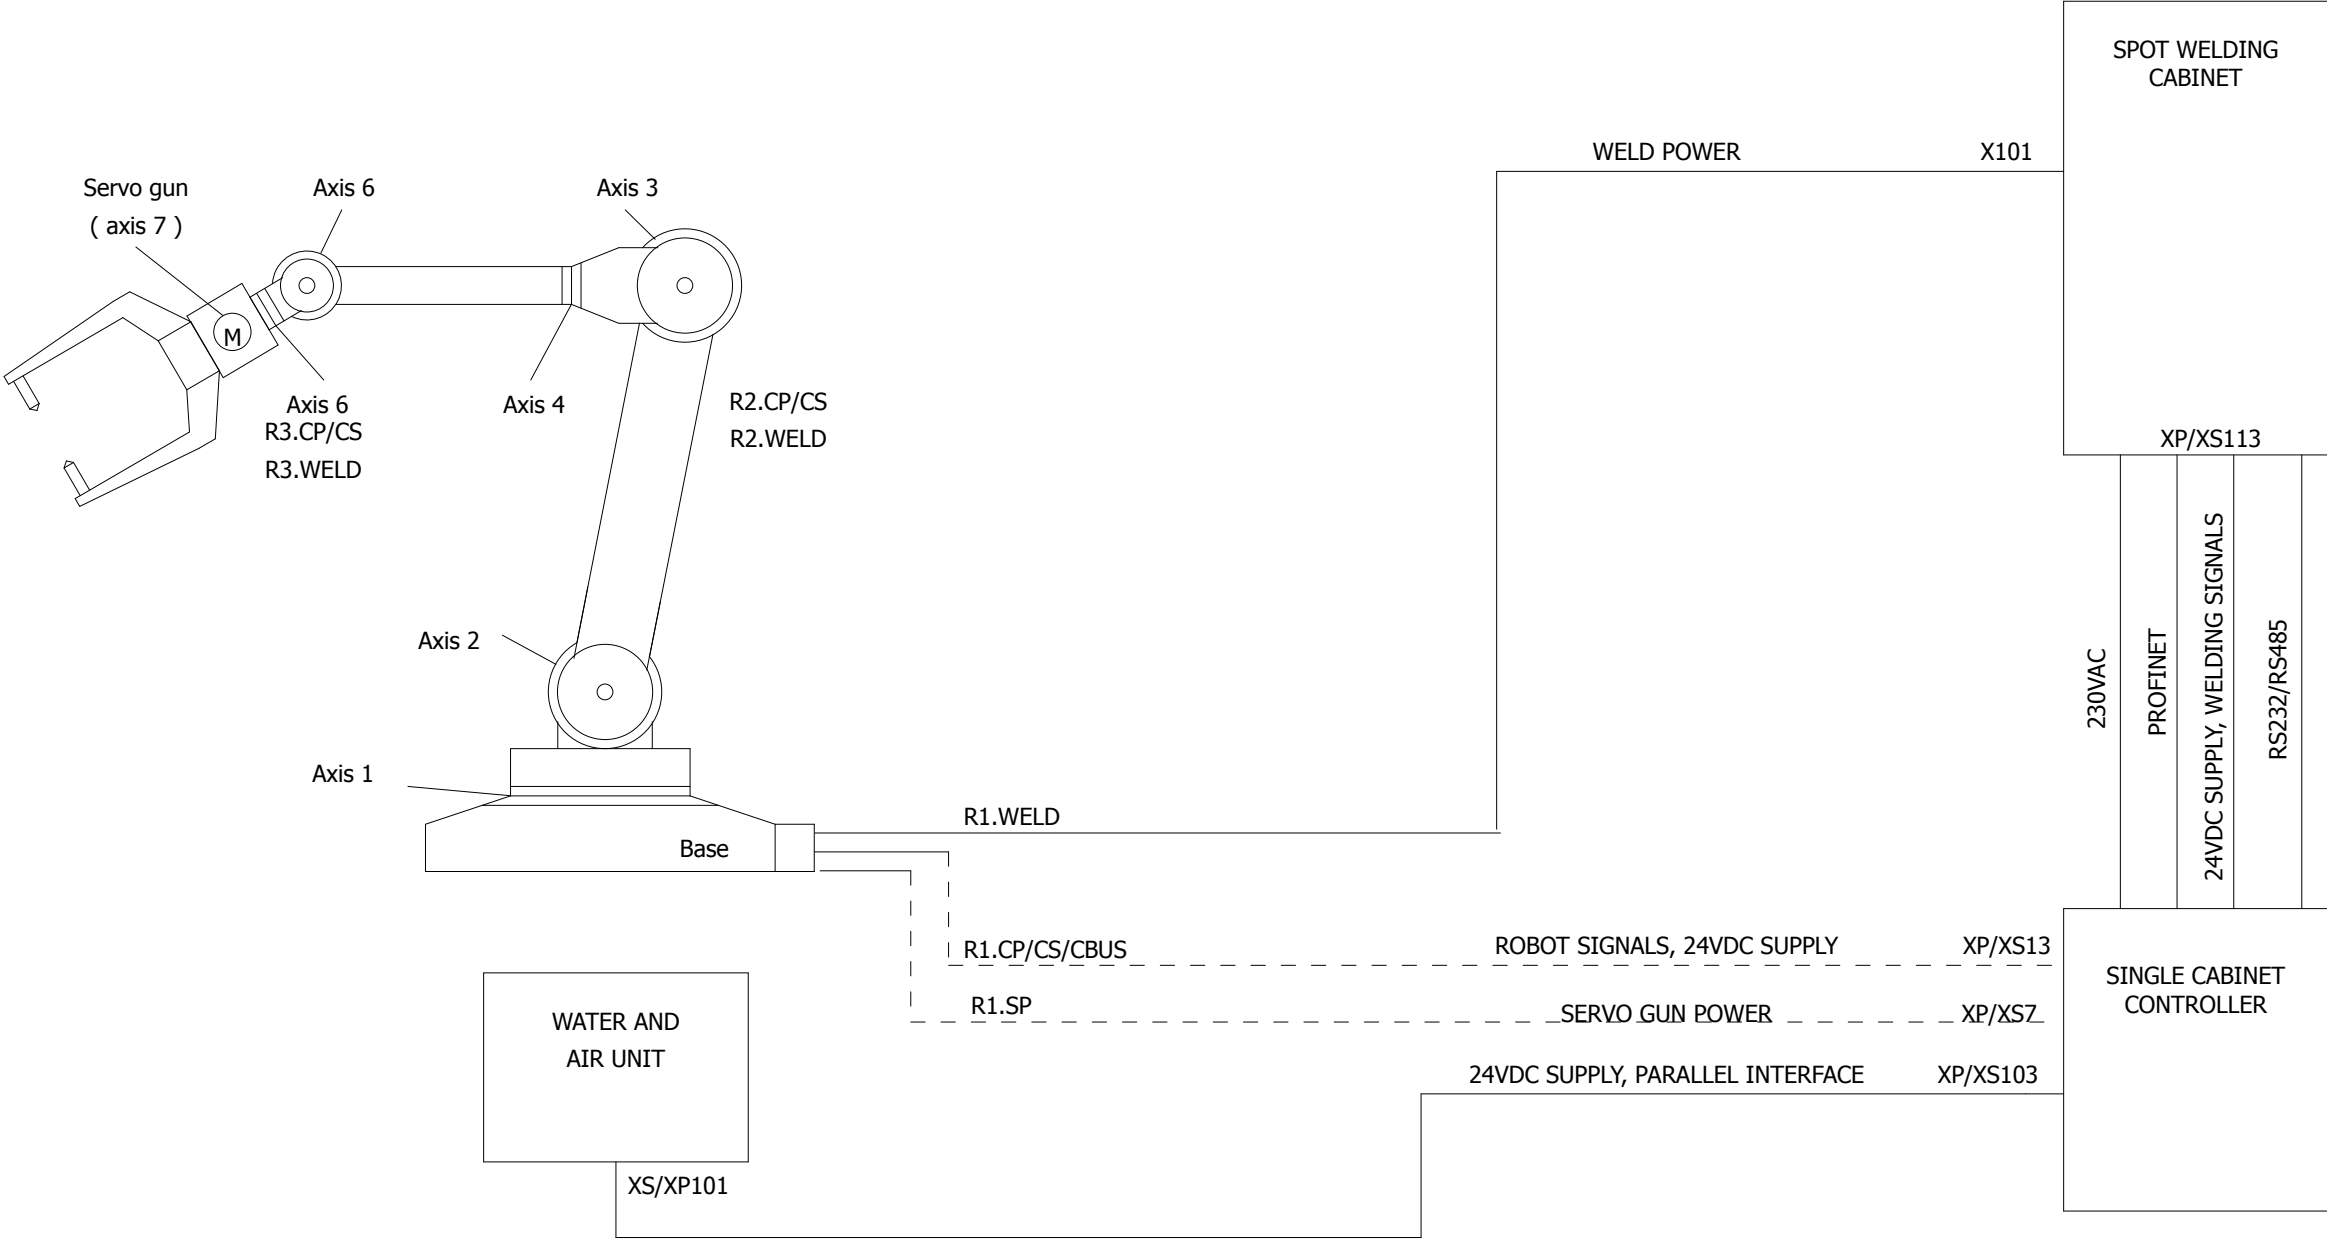 SPOT WELDING
CABINET
WELD POWER
X101
Servo gun
( axis 7 )
Axis 6
Axis 3
M
Axis 6
R3.CP/CS
R3.WELD
Axis 4
R2.CP/CS
R2.WELD
XP/XS113
230VAC
PROFINET
24VDC SUPPLY, WELDING SIGNALS
RS232/RS485
Axis 2
Axis 1
Base
R1.WELD
R1.CP/CS/CBUS
ROBOT SIGNALS, 24VDC SUPPLY
XP/XS13
R1.SP
SERVO GUN POWER
XP/XS7
SINGLE CABINET
CONTROLLER
WATER AND
AIR UNIT
24VDC SUPPLY, PARALLEL INTERFACE
XP/XS103
XS/XP101